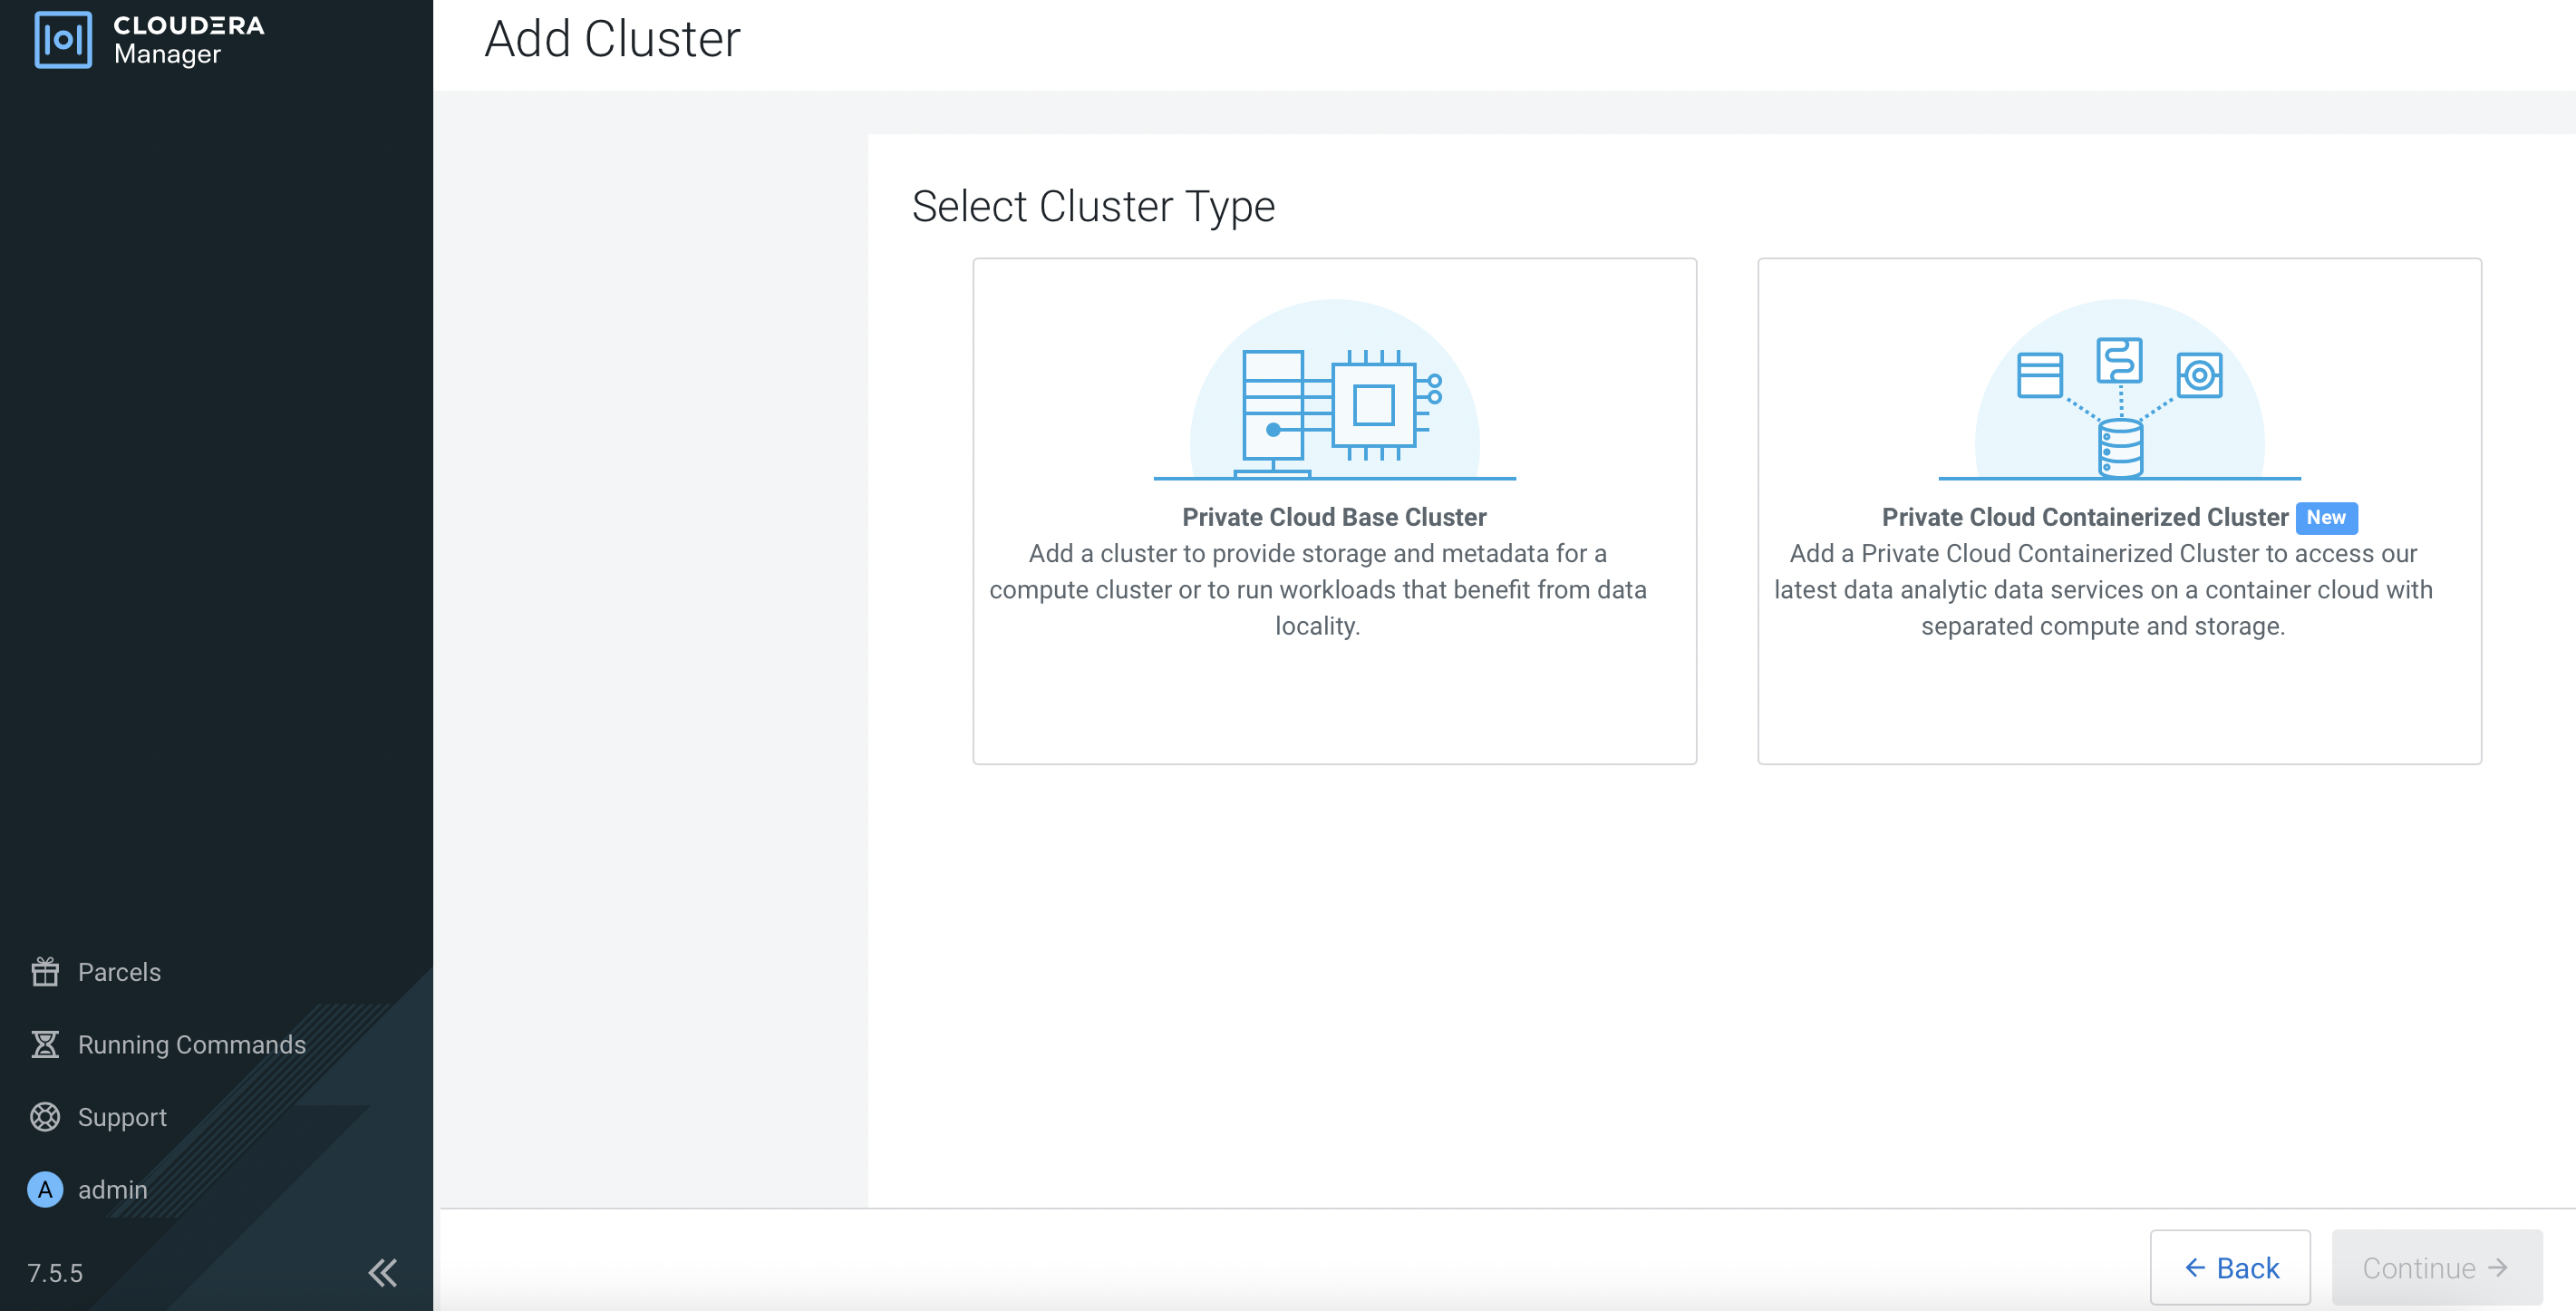 CLOUDERA
Manager
Add Cluster
Select Cluster Type
Private Cloud Base Cluster
Add a cluster to provide storage and metadata for a
compute cluster or to run workloads that benefit from data
locality.
Private Cloud Containerized Cluster New
Add a Private Cloud Containerized Cluster to access our
latest data analytic data services on a container cloud with
separated compute and storage.
Parcels
Running Commands
Support
A admin
7.5.5
Back
Continue